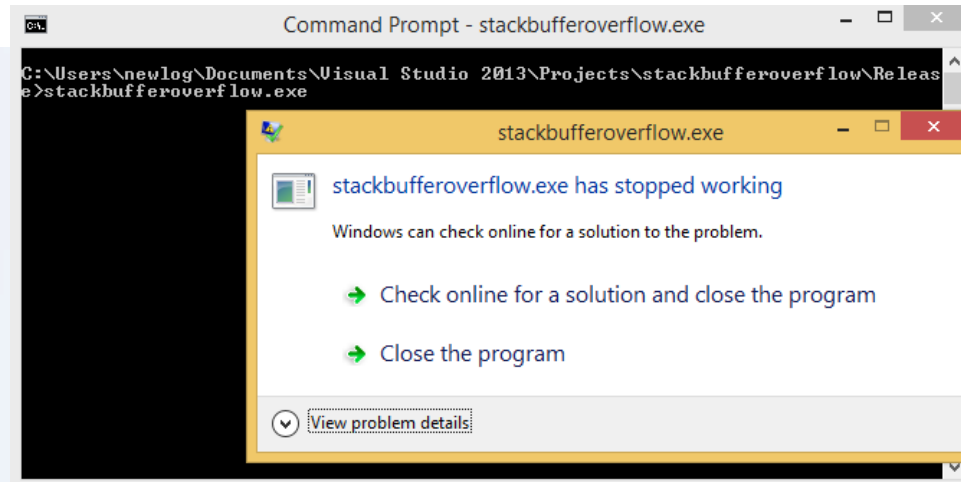 C:\.
Command Prompt - stackbufferoverflow.exe
C:\Users\newlog\Documents\Visual Studio 2013\Projects\stackbufferoverflow\Releas
e>stackbufferoverflow.exe
stackbufferoverflow.exe
stackbufferoverflow.exe has stopped working
Windows can check online for a solution to the problem.
Check online for a solution and close the program
Close the program
View problem details